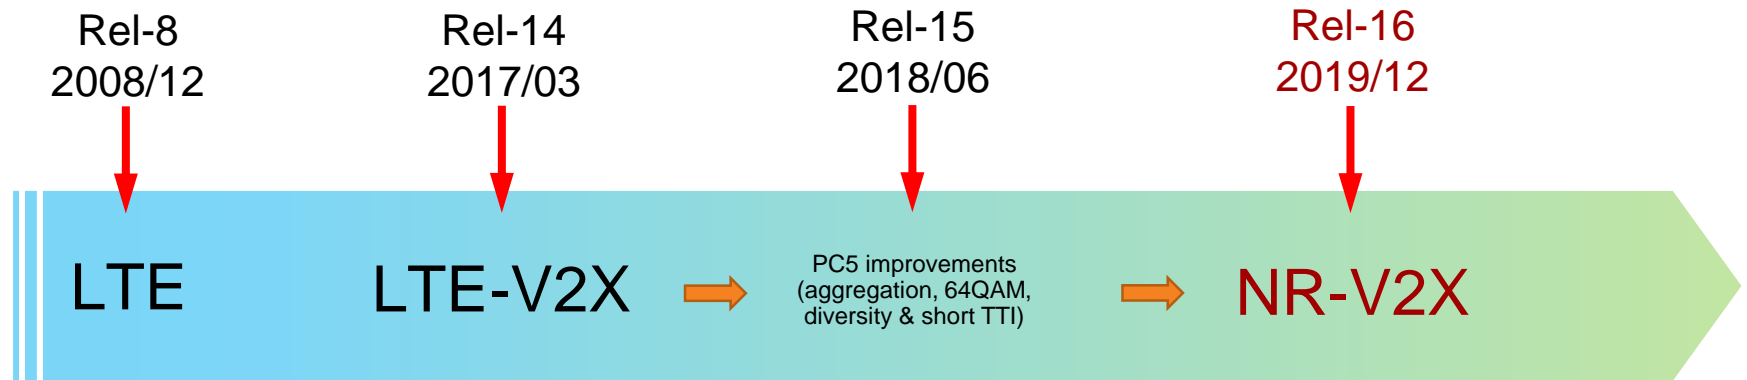 Rel-8
2008/12
Rel-14
2017/03
Rel-15
2018/06
Rel-16
2019/12
LTE
LTE-V2X
PC5 improvements
(aggregation, 64QAM,
diversity & short TTI)
NR-V2X